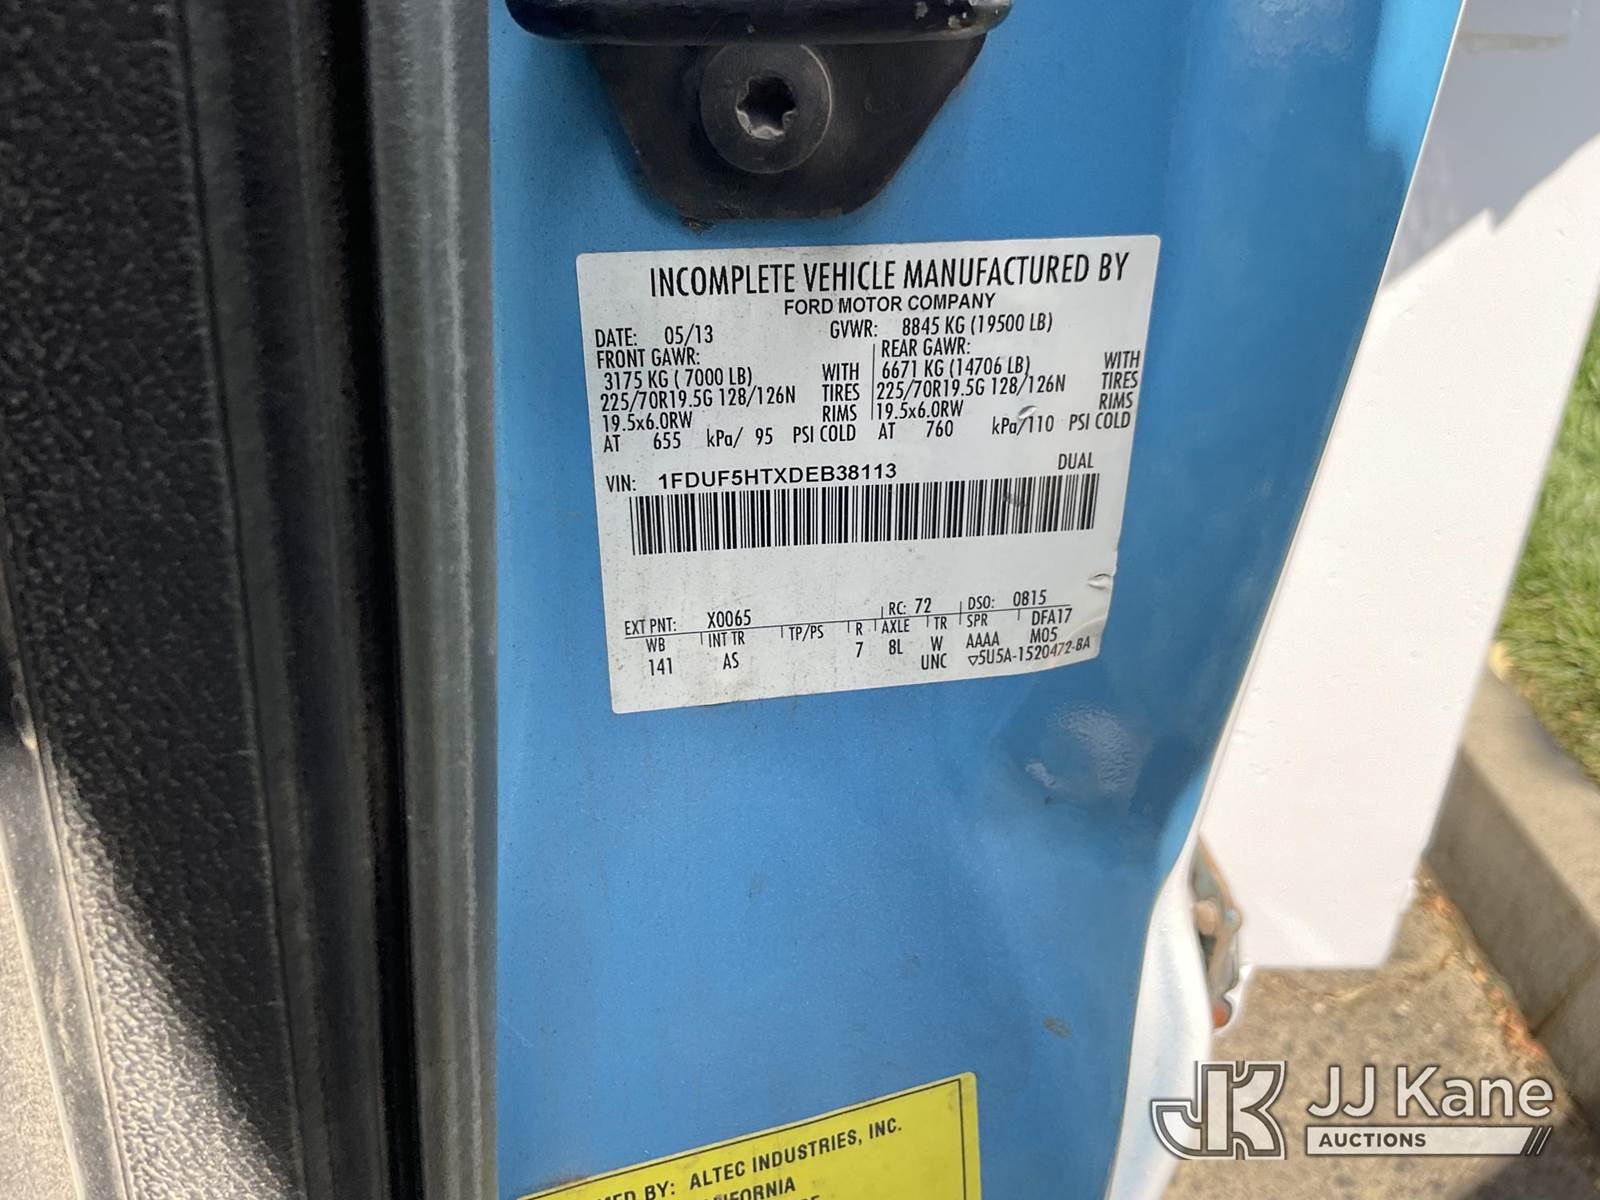 INCOMPLETE VEHICLE MANUFACTURED BY
FORD MOTOR COMPANY
DATE: 05/13 GVWR: 8845 KG (19500 LB)
FRONT GAWR: REAR GAWR:
3175 KG ( 7000 LB) WITH 6671 KG (14706 LB) WITH
225/70R19.5G 128/126N TIRES 225/70R19.5G 128/126N TIRES
19.5x6.0RW RIMS 19.5x6.0RW RIMS
AT 655 kPa/ 95 PSI COLD AT 760 kPa/110 PSI COLD
VIN: 1FDUF5HTXDEB38113 DUAL
EXT PNT: X0065 RC: 72 DSO: 0815
WB INT TR TP/PS R AXLE TR SPR DFA17
141 AS 7 8L W AAAA M05
UNC ▽5U5A-1520472-BA
BY: ALTEC INDUSTRIES, INC.
JK JJ Kane
AUCTIONS